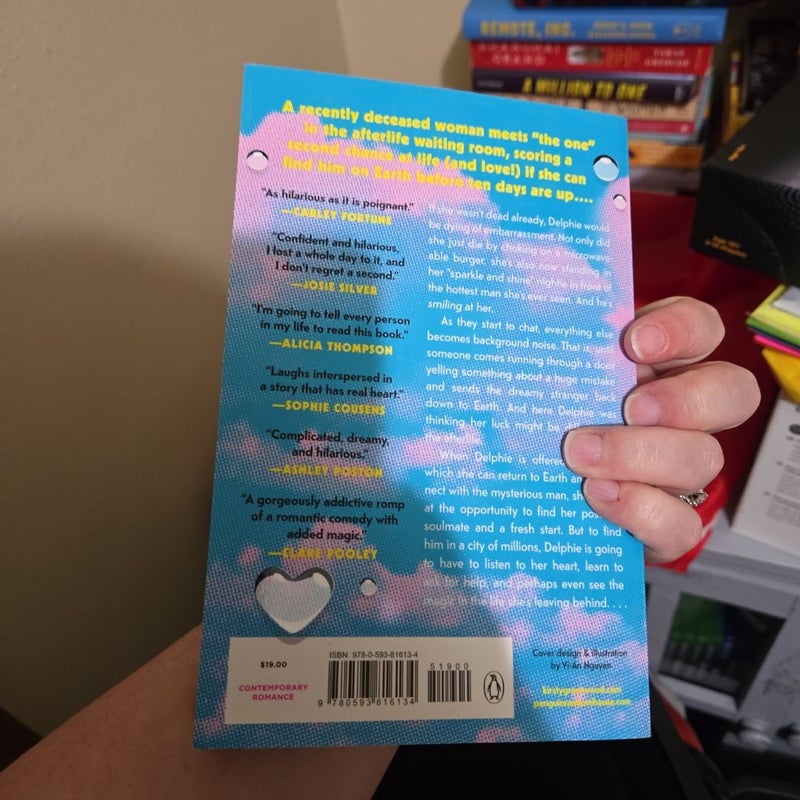 REMOTE, INC.
SHANGHAI GRAND
A MILLION TO ONE
A recently deceased woman meets "the one"
in the afterlife waiting room, scoring a
second chance at life (and love!) if she can
find him on Earth before ten days are up....
"As hilarious as it is poignant."
—CARLEY FORTUNE
"Confident and hilarious,
I lost a whole day to it, and
I don't regret a second."
—JOSIE SILVER
"I'm going to tell every person
in my life to read this book."
—ALICIA THOMPSON
"Laughs interspersed in
a story that has real heart."
—SOPHIE COUSENS
"Complicated, dreamy,
and hilarious."
—ASHLEY POSTON
"A gorgeously addictive romp
of a romantic comedy with
added magic."
—CLARE POOLEY
If she wasn't dead already, Delphie would
be dying of embarrassment. Not only did
she just die by choking on a microwave
able burger, she's also now standing in
her "sparkle and shine" nightie in front of
the hottest man she's ever seen. And he's
smiling at her.
As they start to chat, everything else
becomes background noise. That is, until
someone comes running through a door
yelling something about a huge mistake
and sends the dreamy stranger back
down to Earth. And here Delphie was
thinking her luck might be
the
When Delphie is offered
which she can return to Earth
nect with the mysterious man,
at the opportunity to find her
soulmate and a fresh start. But to find
him in a city of millions, Delphie is going
to have to listen to her heart, learn to
ask for help, and perhaps even see the
magic in the life she's leaving behind. . . .
$19.00
CONTEMPORARY
ROMANCE
ISBN 978-0-593-81613-4
51900
9 780593 816134
Cover design & illustration
by Vi-An Nguyen
kirstygreenwood.com
penguinrandomhouse.com